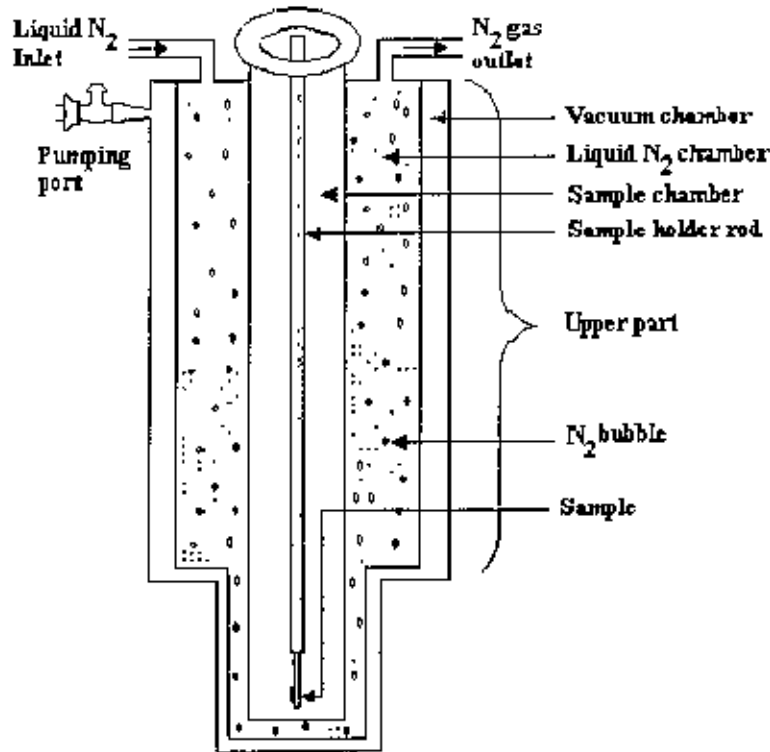 Liquid N2
Inlet
N2 gas
outlet
Pumping
port
Vacuum chamber
Liquid N2 chamber
Sample chamber
Sample holder rod
Upper part
N2 bubble
Sample